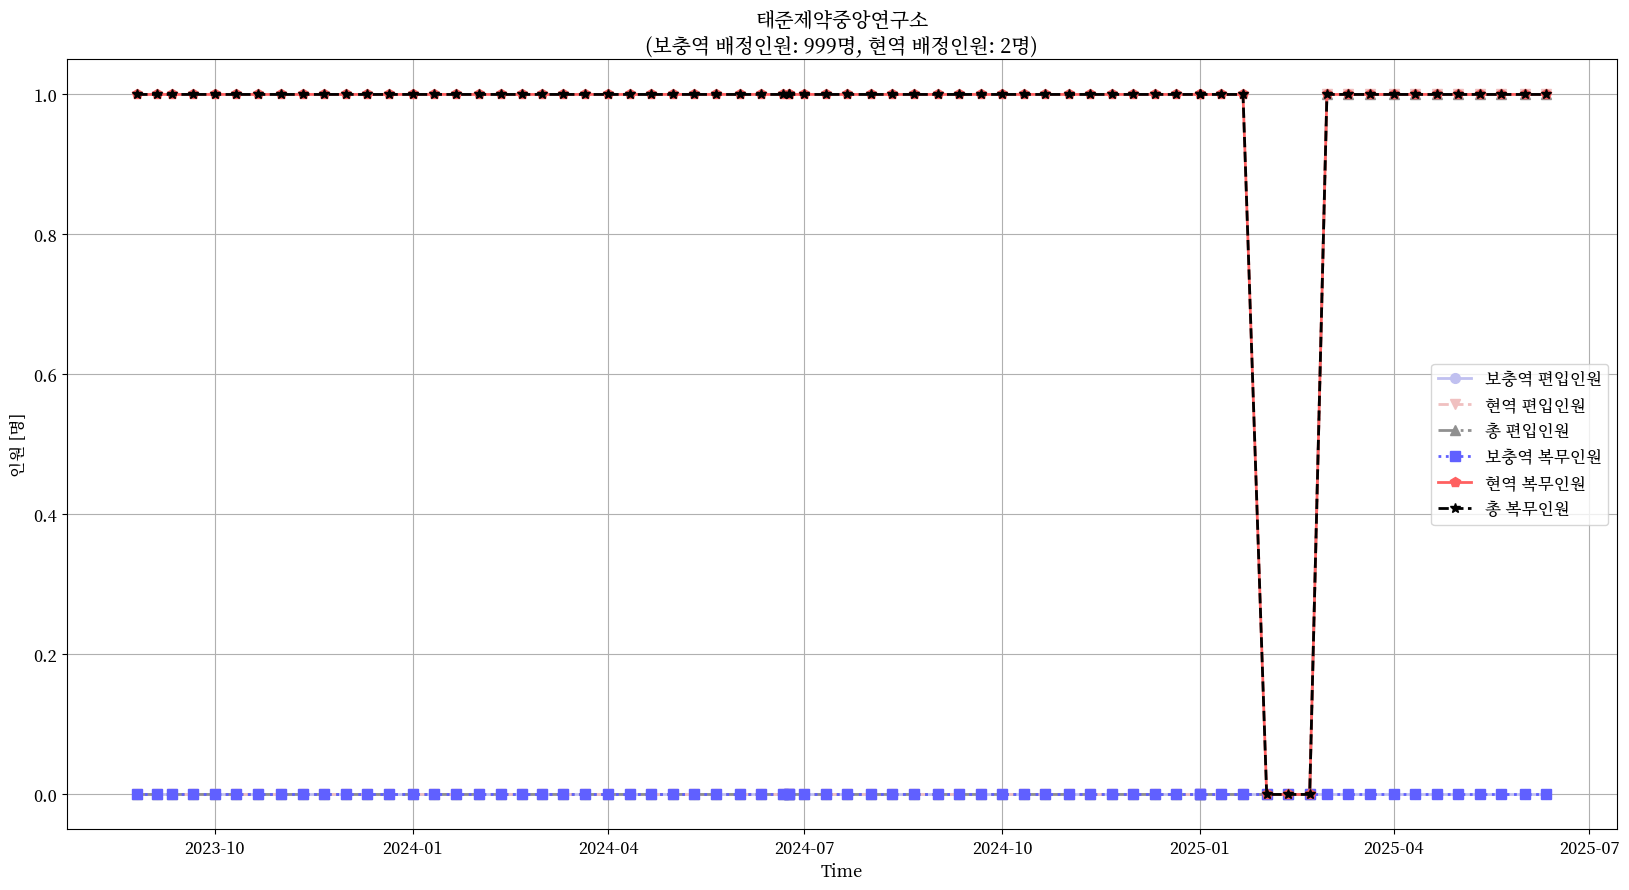 태준제약중앙연구소
(보충역 배정인원: 999명, 현역 배정인원: 2명)
인원 [명]
1.0
0.8
0.6
0.4
0.2
0.0
보충역 편입인원
현역 편입인원
총 편입인원
보충역 복무인원
현역 복무인원
총 복무인원
2023-10
2024-01
2024-04
2024-07
2024-10
2025-01
2025-04
2025-07
Time